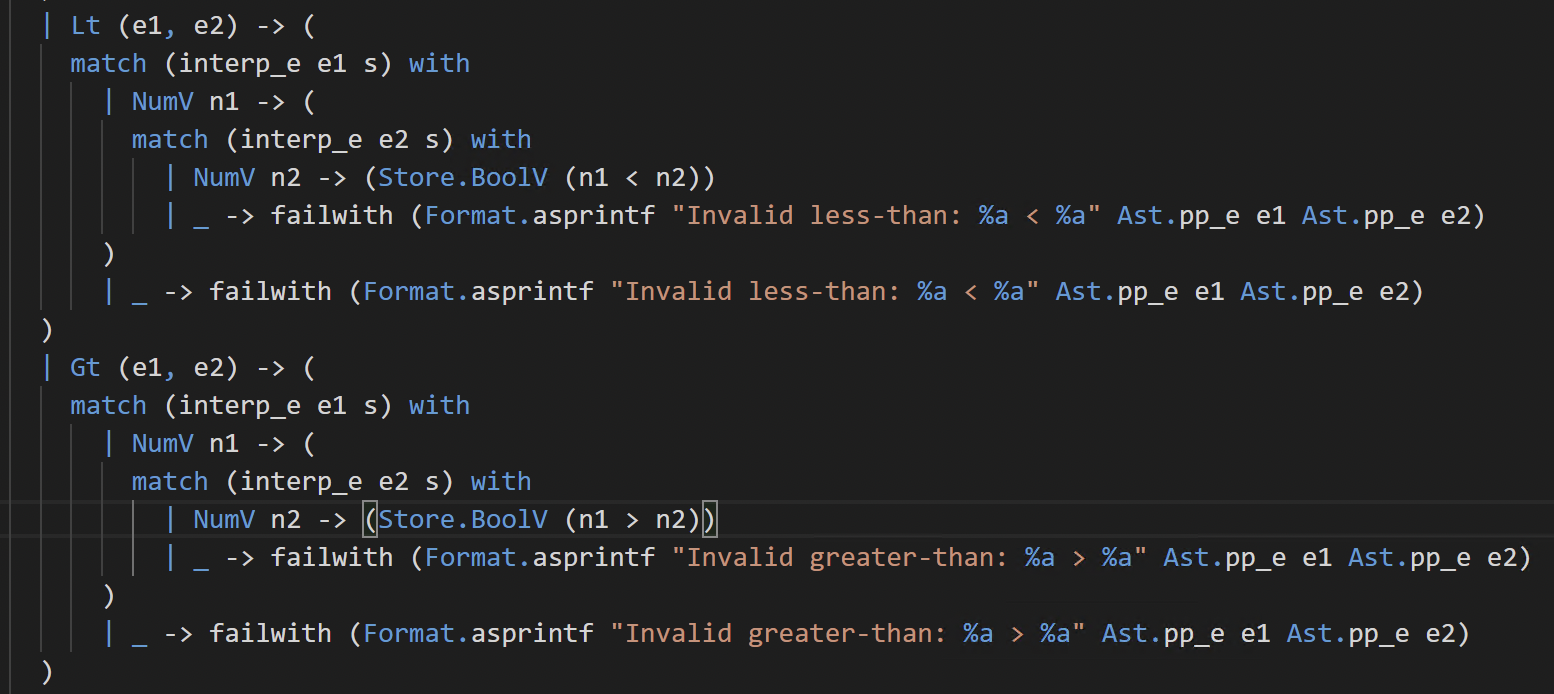 | Lt (e1, e2) -> (
match (interp_e e1 s) with
| NumV n1 -> (
match (interp_e e2 s) with
| NumV n2 -> (Store.BoolV (n1 < n2))
| _ -> failwith (Format.asprintf "Invalid less-than: %a < %a" Ast.pp_e e1 Ast.pp_e e2)
)
| _ -> failwith (Format.asprintf "Invalid less-than: %a < %a" Ast.pp_e e1 Ast.pp_e e2)
)
| Gt (e1, e2) -> (
match (interp_e e1 s) with
| NumV n1 -> (
match (interp_e e2 s) with
| NumV n2 -> (Store.BoolV (n1 > n2))
| _ -> failwith (Format.asprintf "Invalid greater-than: %a > %a" Ast.pp_e e1 Ast.pp_e e2)
)
| _ -> failwith (Format.asprintf "Invalid greater-than: %a > %a" Ast.pp_e e1 Ast.pp_e e2)
)